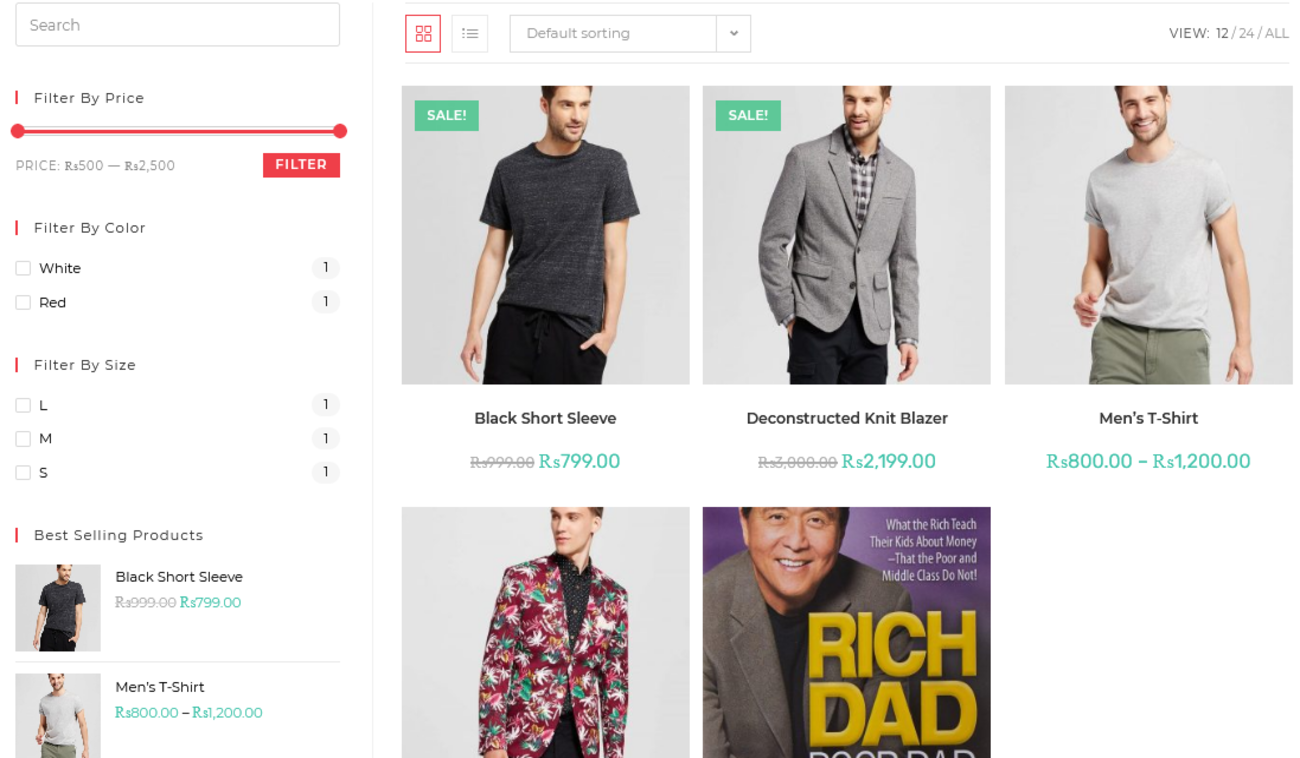 Search
Filter By Price
PRICE: ₨500 — ₨2,500
FILTER
Filter By Color
White 1
Red 1
Filter By Size
L 1
M 1
S 1
Best Selling Products
Black Short Sleeve
₨999.00 ₨799.00
Men's T-Shirt
₨800.00 – ₨1,200.00
Default sorting
VIEW: 12 / 24 / ALL
SALE!
SALE!
Black Short Sleeve
₨999.00 ₨799.00
Deconstructed Knit Blazer
₨3,000.00 ₨2,199.00
Men’s T-Shirt
₨800.00 – ₨1,200.00
What the Rich Teach
Their Kids About Money
–That the Poor and
Middle Class Do Not!
RICH
DAD
POOR DAD